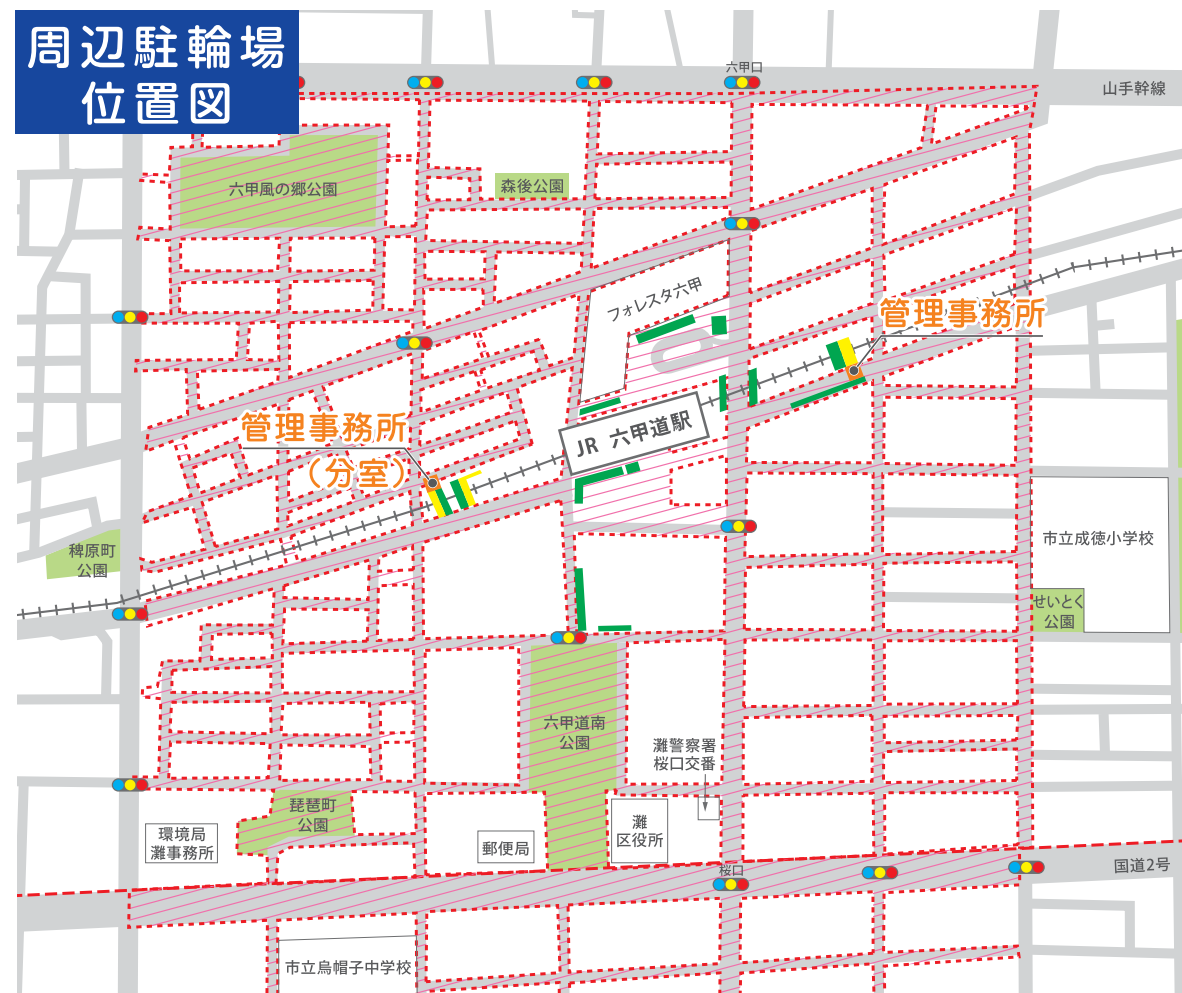 周辺駐輪場
位置図
六甲口
山手幹線
六甲風の郷公園
森後公園
フォレスタ六甲
管理事務所
管理事務所
（分室）
JR 六甲道駅
稗原町
公園
市立成徳小学校
せいとく
公園
六甲道南
公園
灘警察署
桜口交番
琵琶町
公園
環境局
灘事務所
郵便局
灘
区役所
桜口
国道2号
市立烏帽子中学校